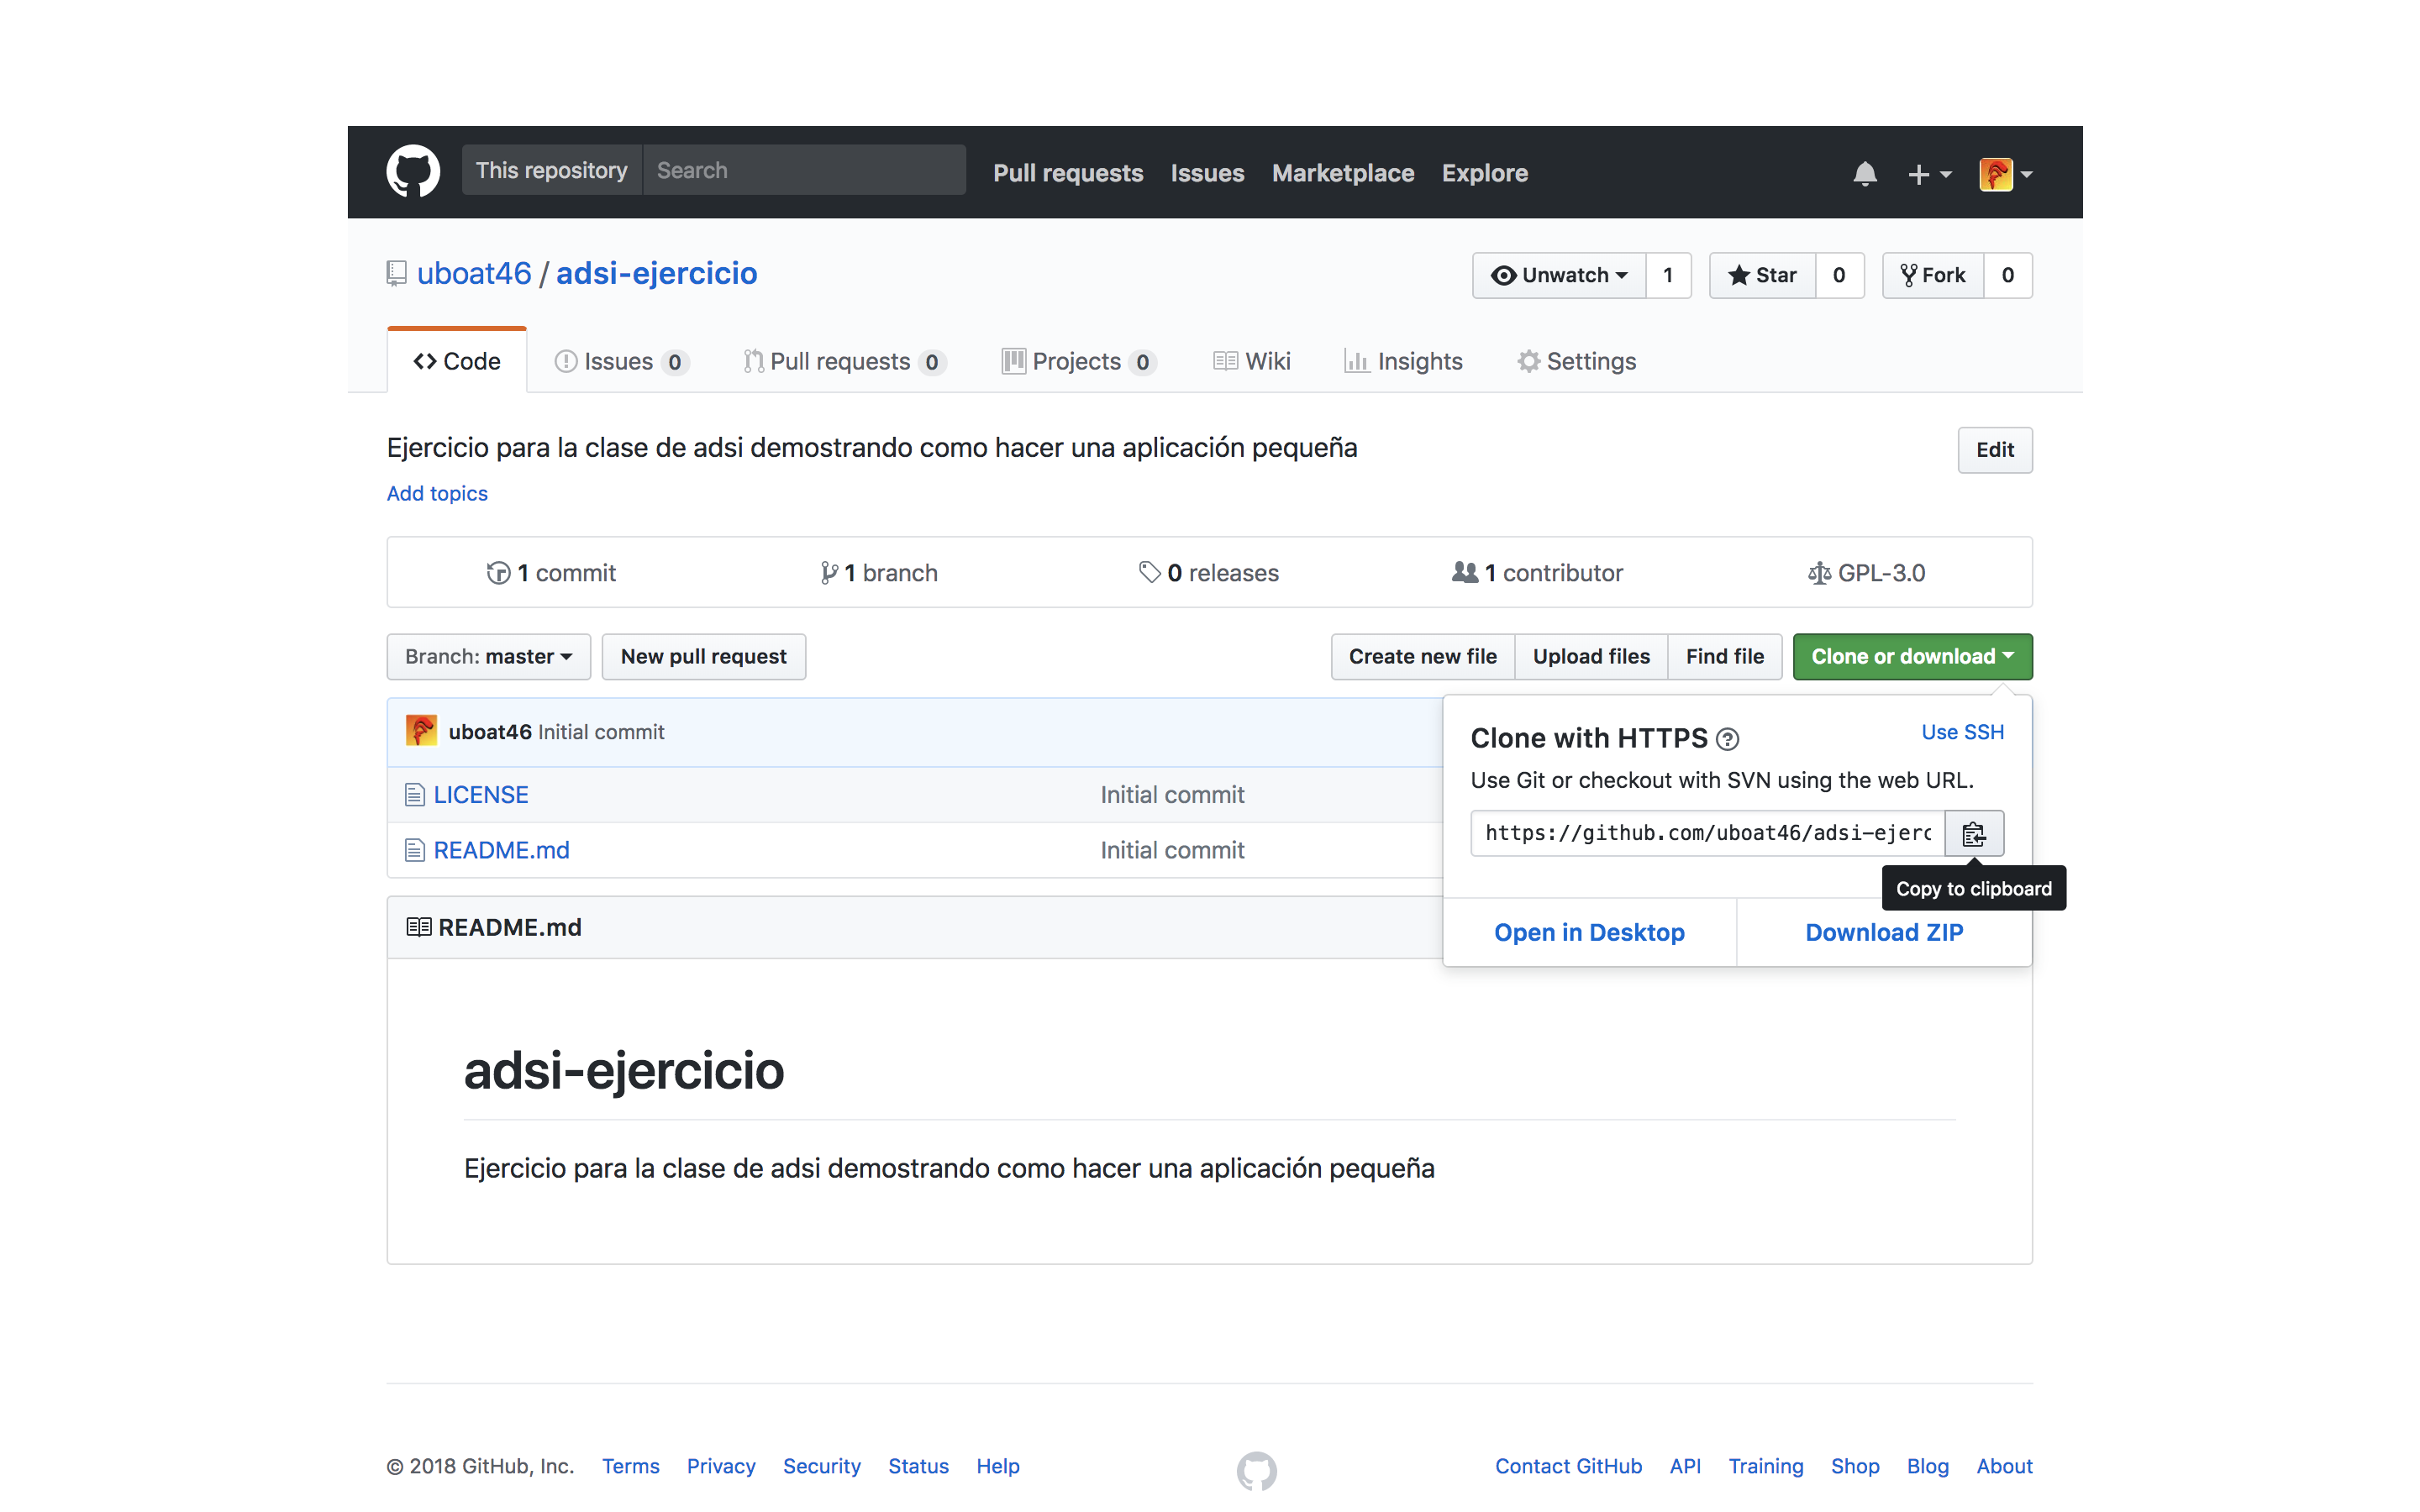 This repository Search Pull requests Issues Marketplace Explore
uboat46 / adsi-ejercicio Unwatch 1 Star 0 Fork 0
Code Issues 0 Pull requests 0 Projects 0 Wiki Insights Settings
Ejercicio para la clase de adsi demostrando como hacer una aplicación pequeña Edit
Add topics
1 commit 1 branch 0 releases 1 contributor GPL-3.0
Branch: master New pull request Create new file Upload files Find file Clone or download
uboat46 Initial commit
LICENSE Initial commit
README.md Initial commit
Clone with HTTPS ? Use SSH
Use Git or checkout with SVN using the web URL.
https://github.com/uboat46/adsi-ejerc
Copy to clipboard
Open in Desktop Download ZIP
README.md
adsi-ejercicio
Ejercicio para la clase de adsi demostrando como hacer una aplicación pequeña
© 2018 GitHub, Inc. Terms Privacy Security Status Help Contact GitHub API Training Shop Blog About